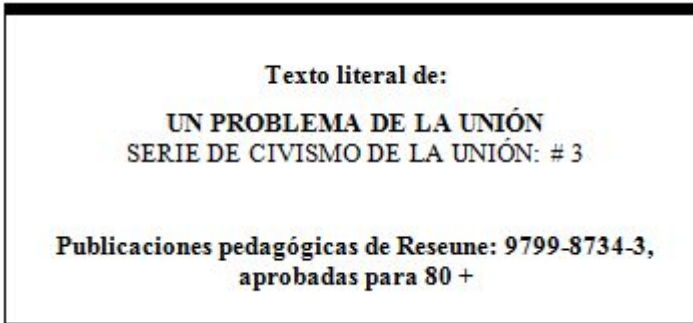 Texto literal de:
UN PROBLEMA DE LA UNIÓN
SERIE DE CIVISMO DE LA UNIÓN: # 3
Publicaciones pedagógicas de Reseune: 9799-8734-3,
aprobadas para 80 +